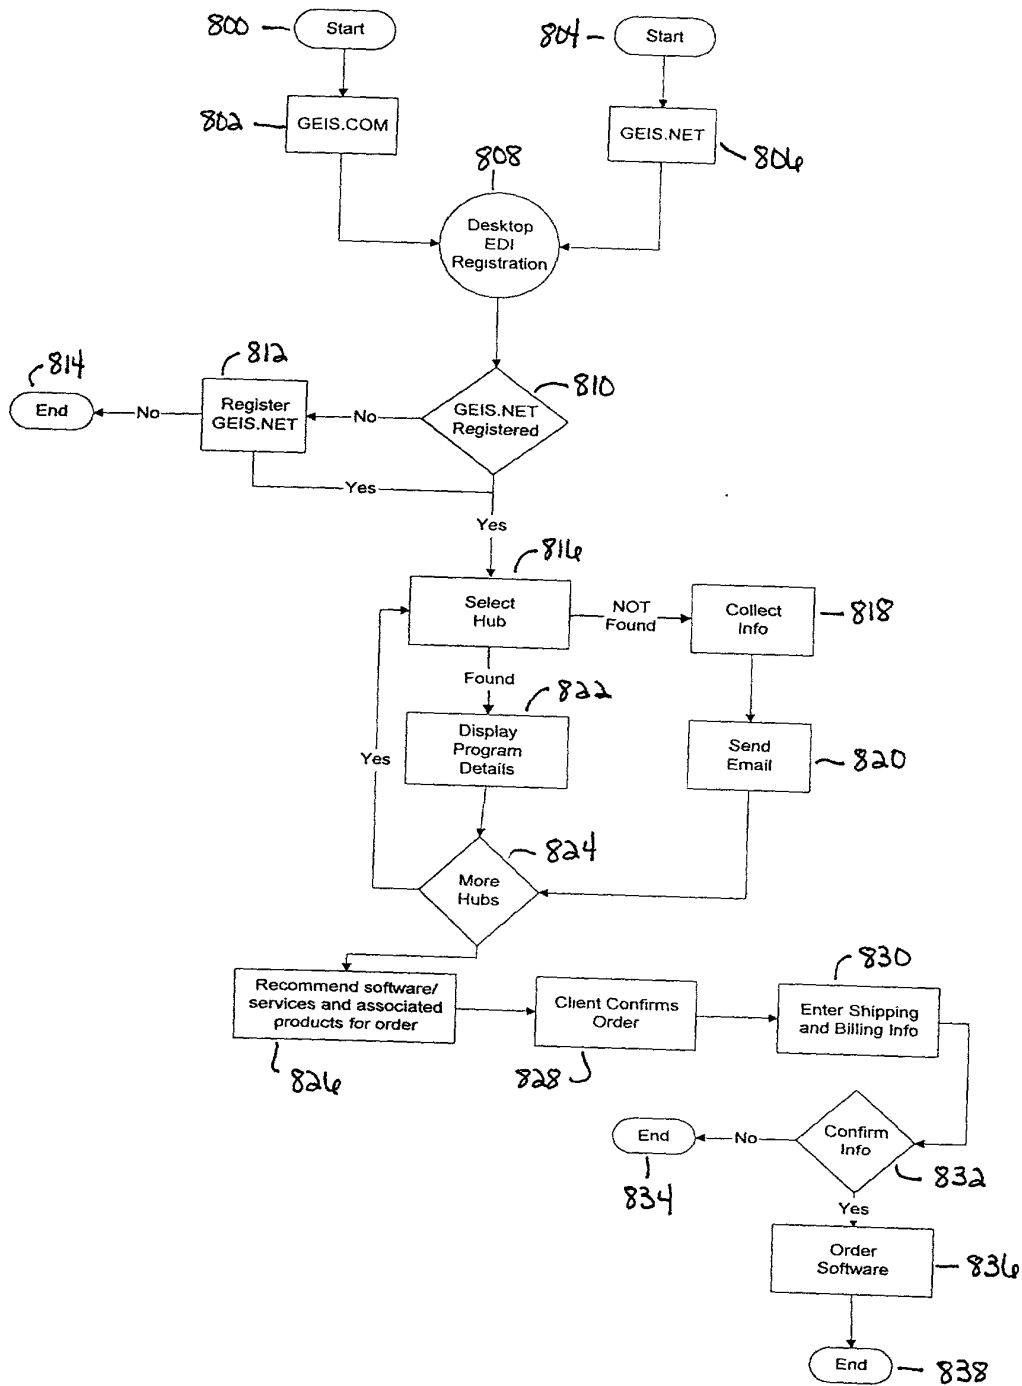 800
Start
804
Start
802
GEIS.COM
GEIS.NET
806
808
Desktop
EDI
Registration
814
812
810
End
No
Register
GEIS.NET
No
GEIS.NET
Registered
Yes
Yes
816
Select
Hub
NOT
Found
Collect
Info
818
Found
822
Yes
Display
Program
Details
Send
Email
820
824
More
Hubs
830
Recommend software/
services and associated
products for order
Client Confirms
Order
Enter Shipping
and Billing Info
826
828
End
No
Confirm
Info
834
832
Yes
Order
Software
836
End
838